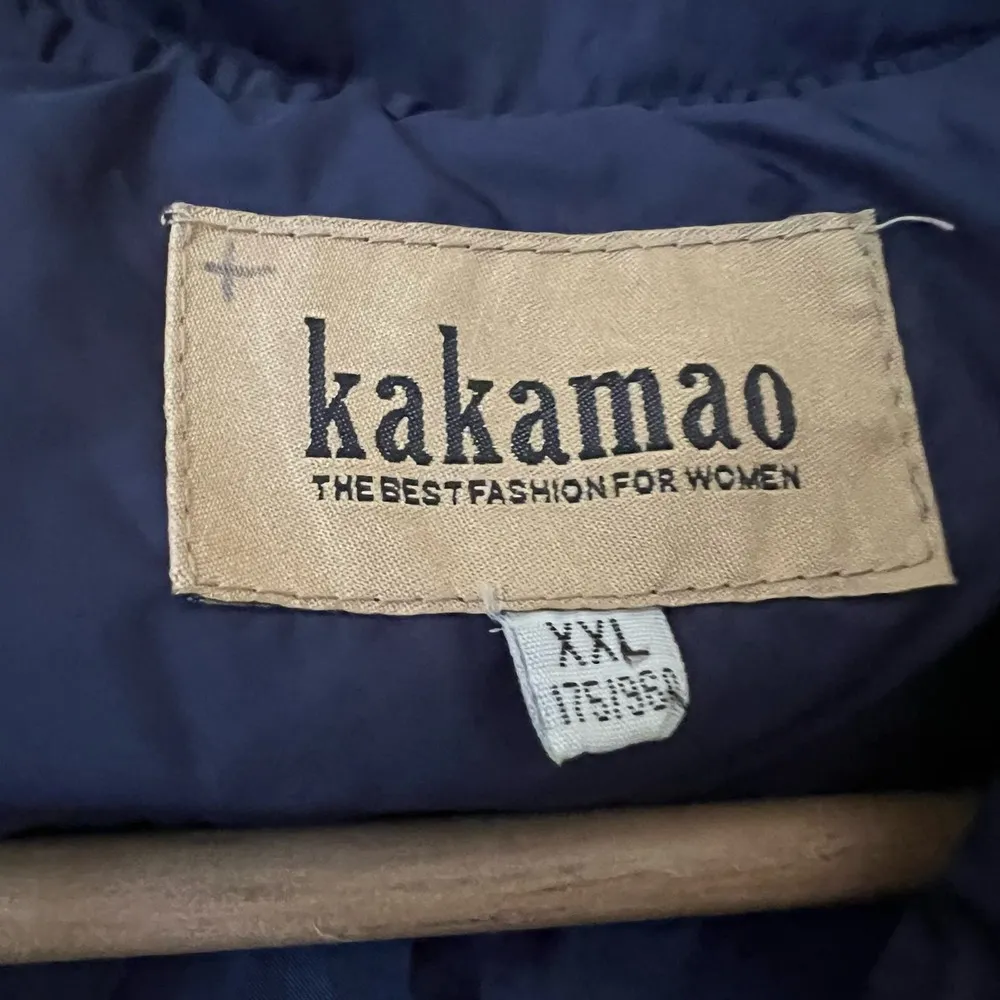 kakamao
THE BEST FASHION FOR WOMEN
XXL
175/96A